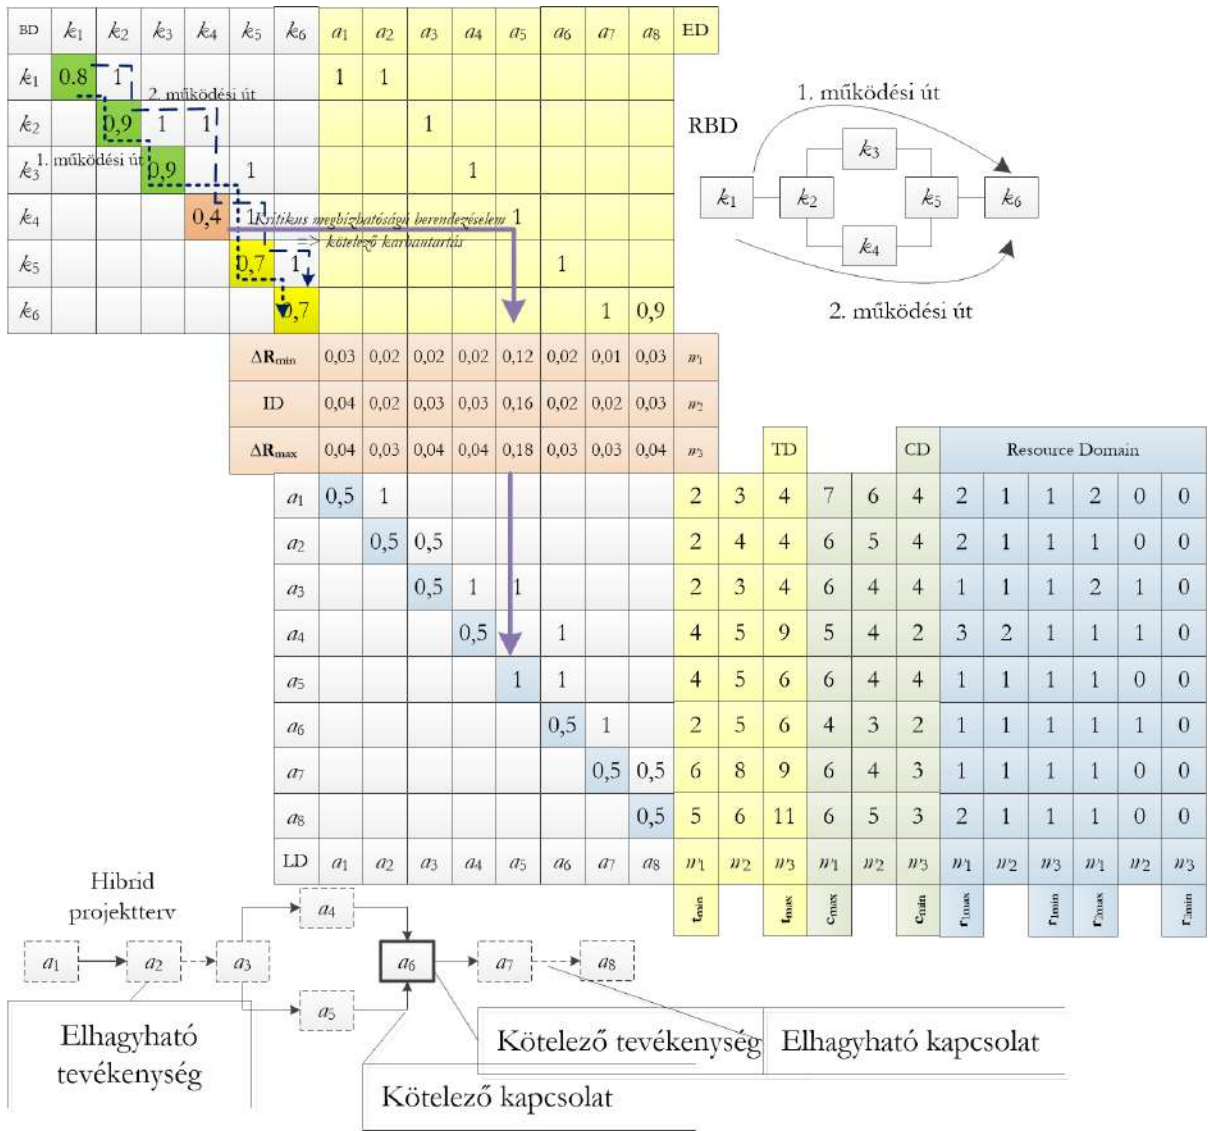 BD k1 k2 k3 k4 k5 k6 a1 a2 a3 a4 a5 a6 a7 a8 ED
k1 0.8 1 1 1
2. működési út
k2 0,9 1 1 1
1. működési út
k3 0,9 1 1
k4 0,4 1 1
Kritikus megbízhatóságú berendezéselem
=> kötelező karbantartás
k5 0,7 1 1
k6 0,7 1 0,9
1. működési út
RBD
k3
k1 k2 k5 k6
k4
2. működési út
ΔRmin 0,03 0,02 0,02 0,02 0,12 0,02 0,01 0,03 w1
ID 0,04 0,02 0,03 0,03 0,16 0,02 0,02 0,03 w2
ΔRmax 0,04 0,03 0,04 0,04 0,18 0,03 0,03 0,04 w3 TD CD Resource Domain
a1 0,5 1 2 3 4 7 6 4 2 1 1 2 0 0
a2 0,5 0,5 2 4 4 6 5 4 2 1 1 1 0 0
a3 0,5 1 1 2 3 4 6 4 4 1 1 1 2 1 0
a4 0,5 1 4 5 9 5 4 2 3 2 1 1 1 0
a5 1 1 4 5 6 6 4 4 1 1 1 1 0 0
a6 0,5 1 2 5 6 4 3 2 1 1 1 1 1 0
a7 0,5 0,5 6 8 9 6 4 3 1 1 1 1 0 0
a8 0,5 5 6 11 6 5 3 2 1 1 1 0 0
LD a1 a2 a3 a4 a5 a6 a7 a8 w1 w2 w3 w1 w2 w3 w1 w2 w3 w1 w2 w3
tmin tmax cmax cmin r1max r1min r2max r2min
Hibrid
projektterv
a4
a1 a2 a3 a6 a7 a8
a5
Elhagyható
tevékenység
Kötelező tevékenység
Elhagyható kapcsolat
Kötelező kapcsolat